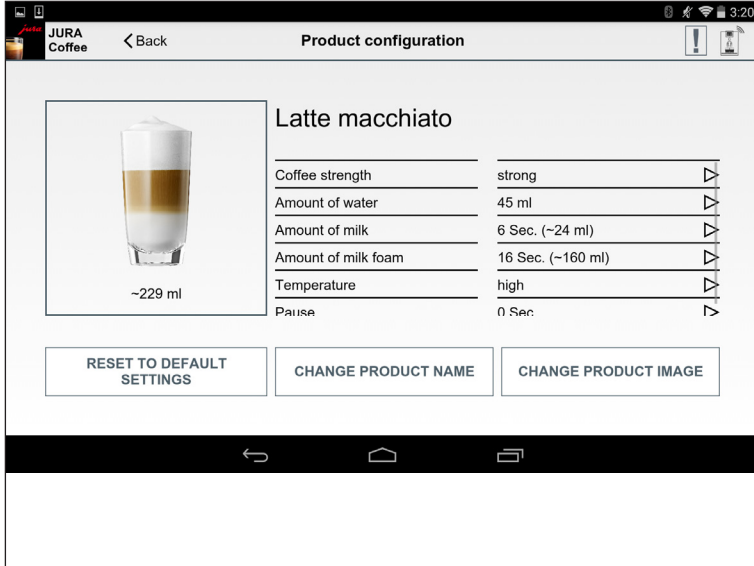 3:20
jura
JURA
Coffee
Back
Product configuration
Latte macchiato
Coffee strength
strong
Amount of water
45 ml
Amount of milk
6 Sec. (~24 ml)
Amount of milk foam
16 Sec. (~160 ml)
Temperature
high
Pause
0 Sec
~229 ml
RESET TO DEFAULT
SETTINGS
CHANGE PRODUCT NAME
CHANGE PRODUCT IMAGE